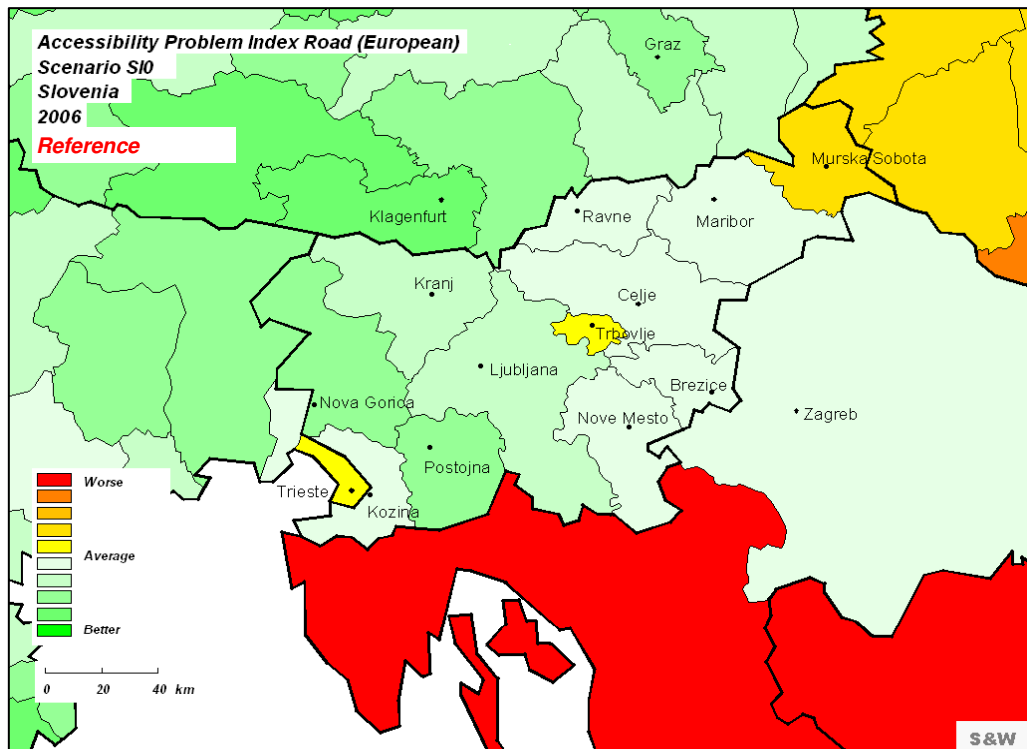 Accessibility Problem Index Road (European)
Scenario SI0
Slovenia
2006
Reference
Graz
Murska Sobota
Klagenfurt
Ravne
Maribor
Kranj
Celje
Trbovlje
Ljubljana
Brezice
Nova Gorica
Nove Mesto
Zagreb
Postojna
Trieste
Kozina
Worse
Average
Better
0 20 40 km
S&W